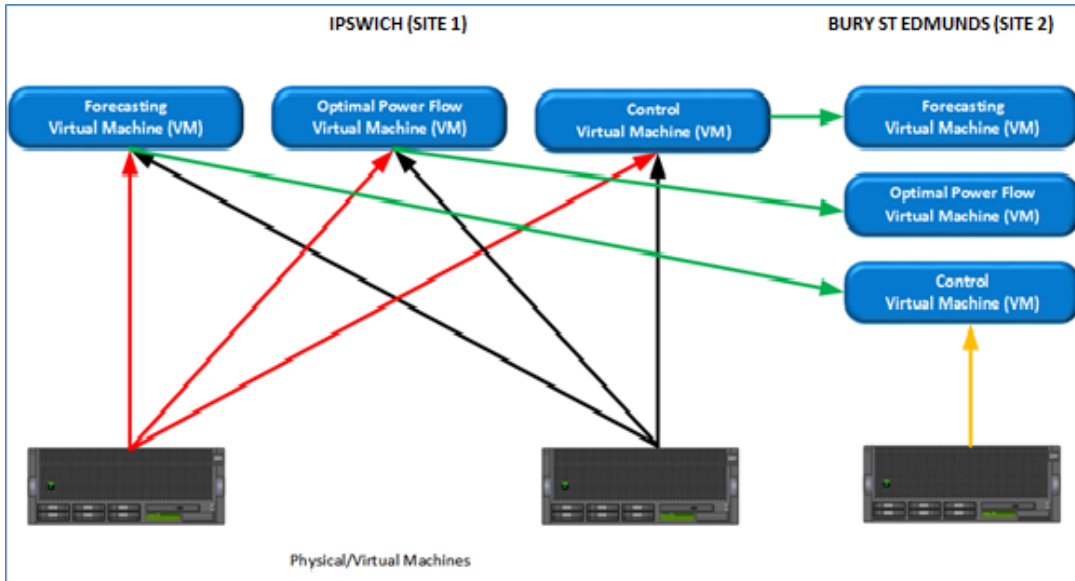 IPSWICH (SITE 1)
BURY ST EDMUNDS (SITE 2)
Forecasting
Virtual Machine (VM)
Optimal Power Flow
Virtual Machine (VM)
Control
Virtual Machine (VM)
Forecasting
Virtual Machine (VM)
Optimal Power Flow
Virtual Machine (VM)
Control
Virtual Machine (VM)
Physical/Virtual Machines